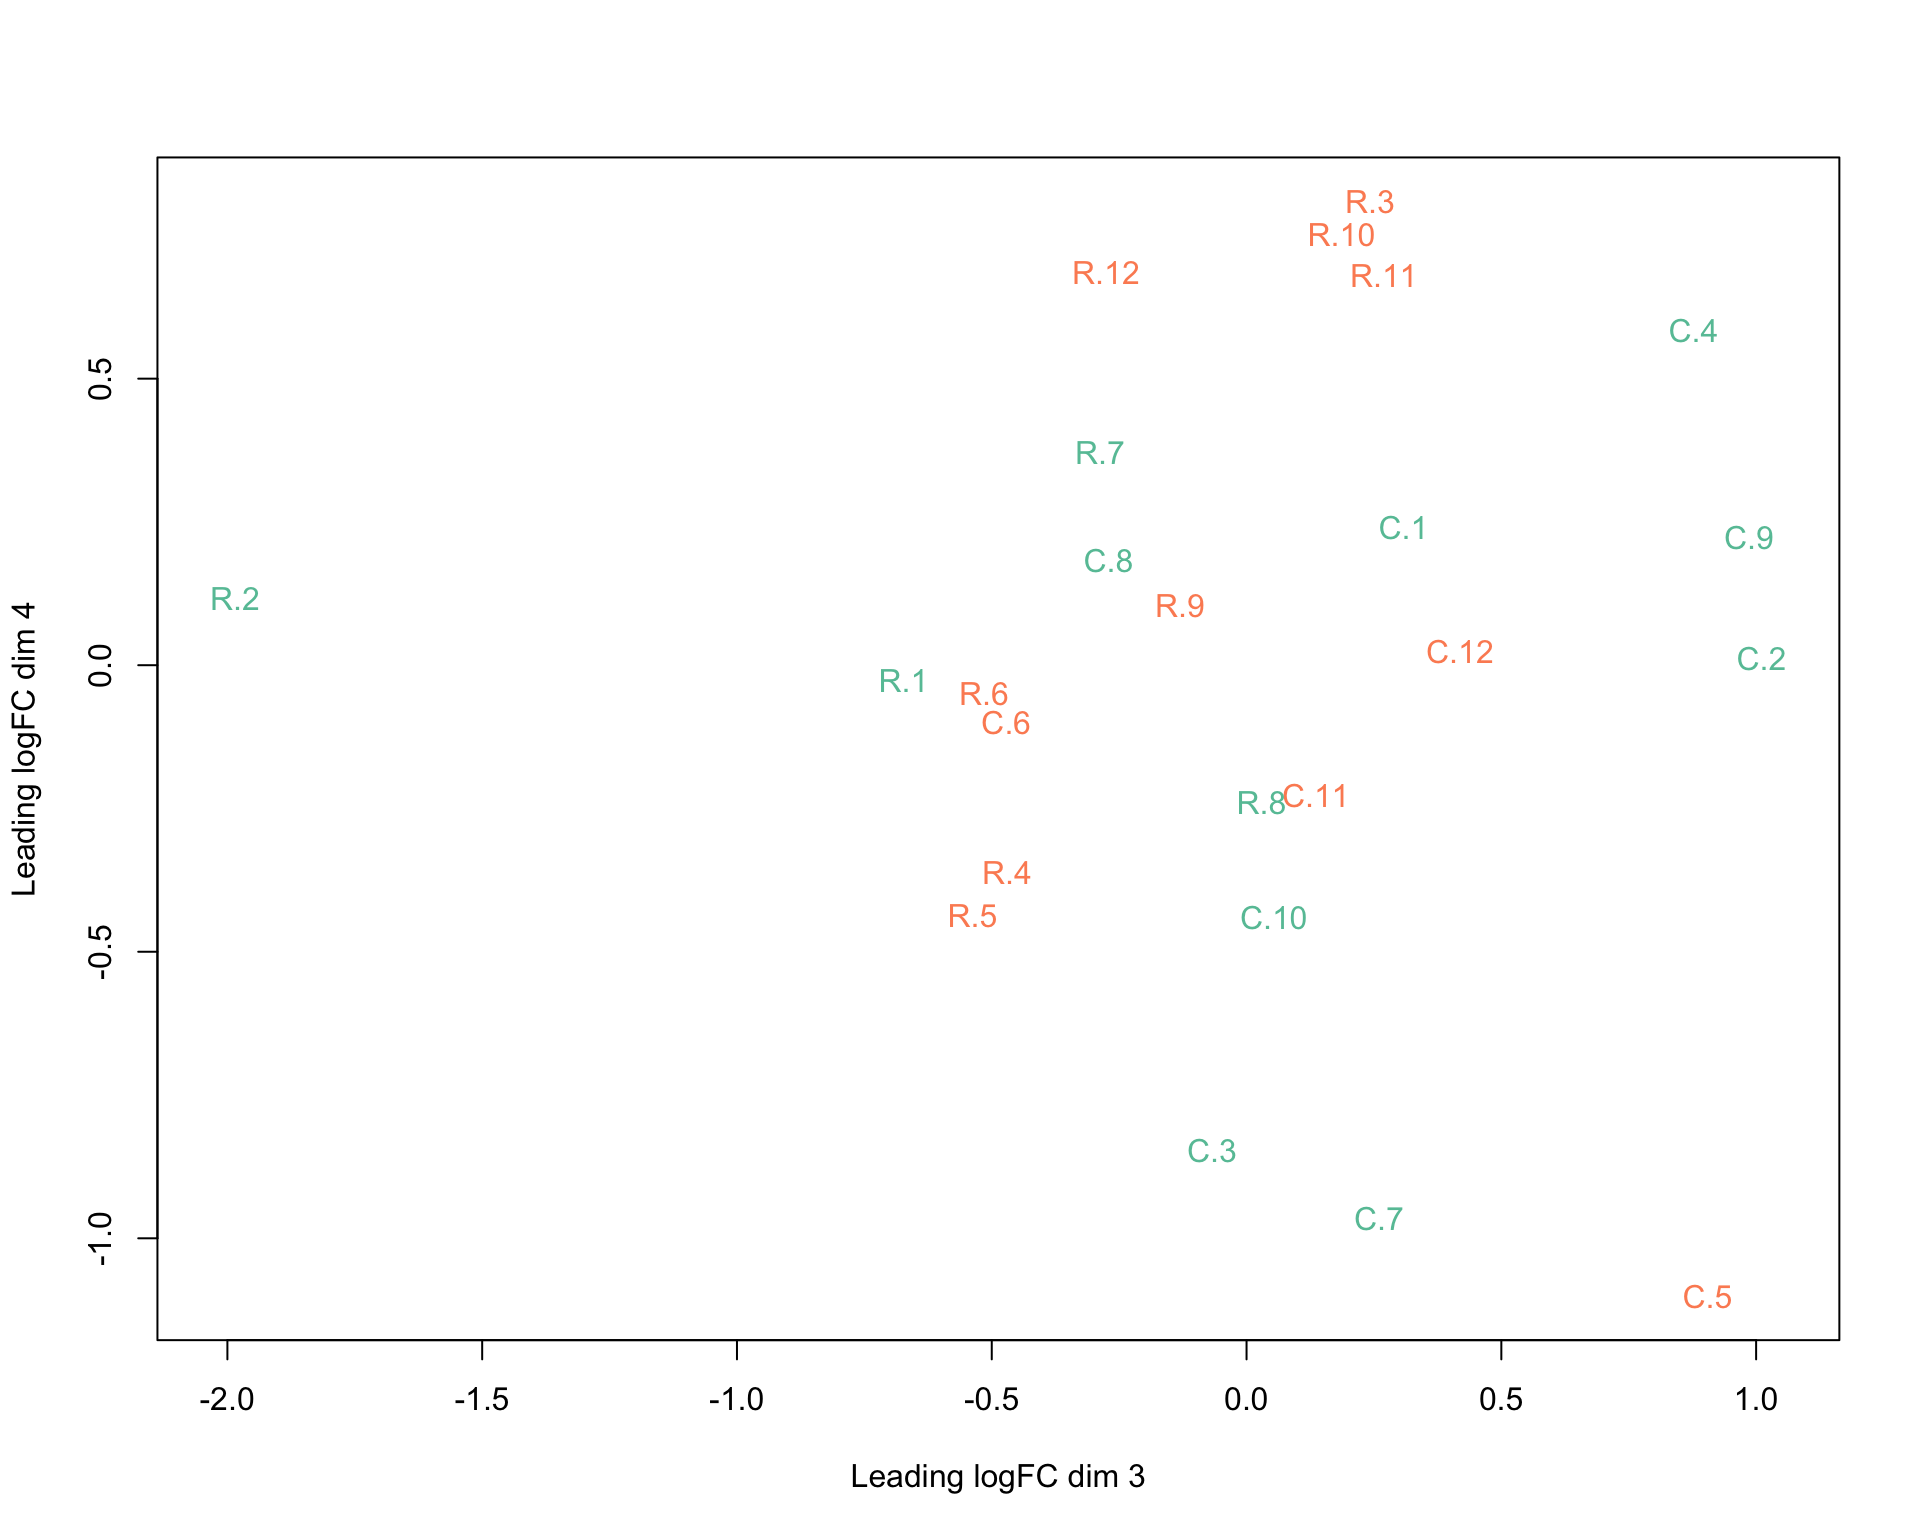 R.3
R.10
R.12
R.11
C.4
0.5
R.7
C.1
C.9
C.8
R.2
R.9
C.12
C.2
0.0
R.1
R.6
C.6
R.8
C.11
R.4
R.5
C.10
-0.5
C.3
C.7
-1.0
C.5
Leading logFC dim 4
-2.0 -1.5 -1.0 -0.5 0.0 0.5 1.0
Leading logFC dim 3